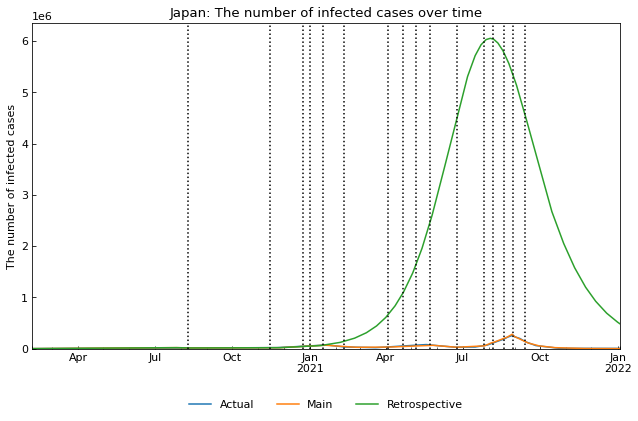 Japan: The number of infected cases over time
1e6
The number of infected cases
6
5
4
3
2
1
0
Apr Jul Oct Jan Apr Jul Oct Jan
2021 2022
Actual Main Retrospective